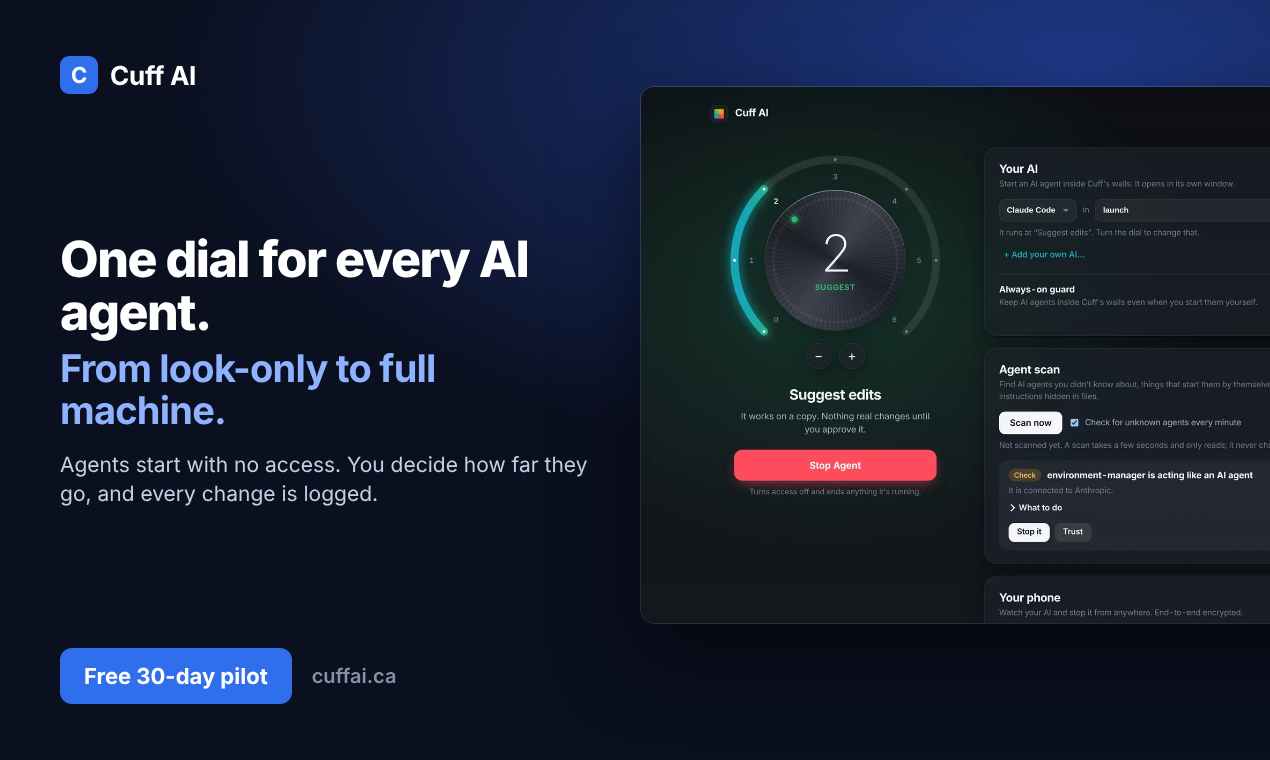 C Cuff AI
One dial for every AI
agent.
From look-only to full
machine.
Agents start with no access. You decide how far they
go, and every change is logged.
Free 30-day pilot
cuffai.ca
Cuff AI
3
2
4
1
5
0
6
2
SUGGEST
−
+
Suggest edits
It works on a copy. Nothing real changes until
you approve it.
Stop Agent
Turns access off and ends anything it's running.
Your AI
Start an AI agent inside Cuff's walls. It opens in its own window.
Claude Code in launch
It runs at "Suggest edits". Turn the dial to change that.
+ Add your own AI...
Always-on guard
Keep AI agents inside Cuff's walls even when you start them yourself.
Agent scan
Find AI agents you didn't know about, things that start them by themselve
instructions hidden in files.
Scan now Check for unknown agents every minute
Not scanned yet. A scan takes a few seconds and only reads; it never cha
Check environment-manager is acting like an AI agent
It is connected to Anthropic.
What to do
Stop it Trust
Your phone
Watch your AI and stop it from anywhere. End-to-end encrypted.